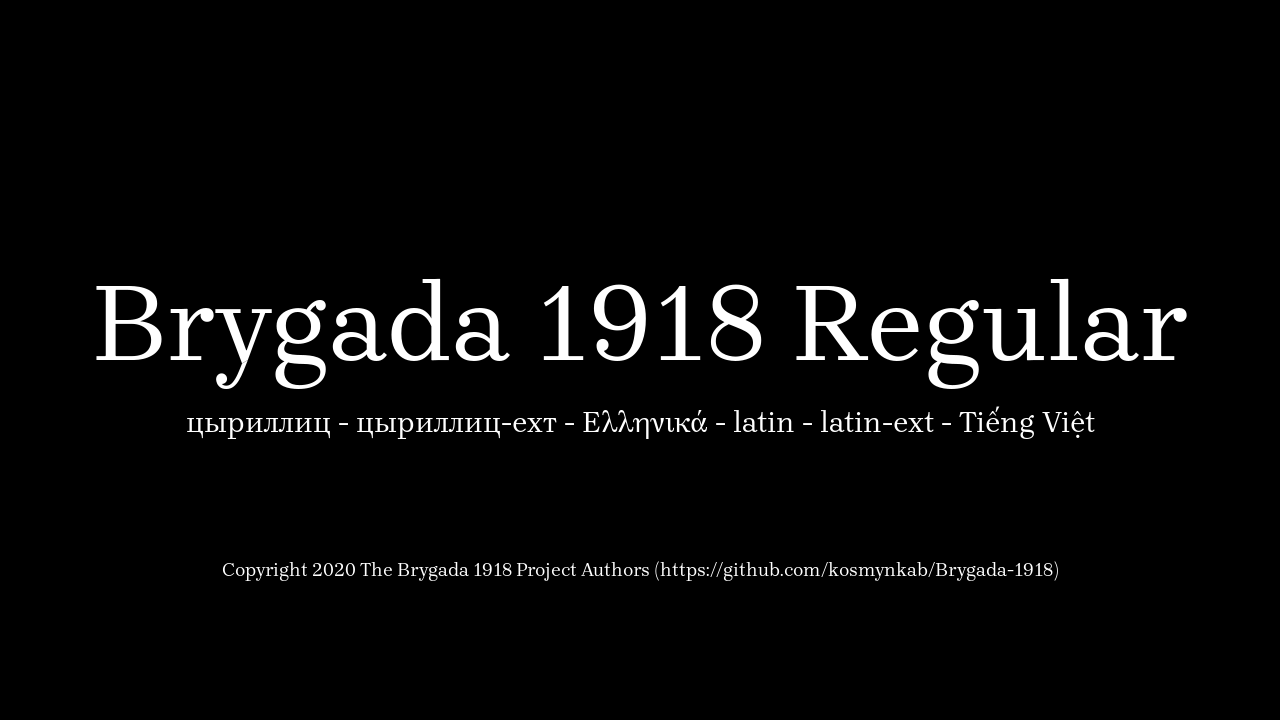 Brygada 1918 Regular
цыриллиц - цыриллиц-ехт - Ελληνικά - latin - latin-ext - Tiếng Việt
Copyright 2020 The Brygada 1918 Project Authors (https://github.com/kosmynkab/Brygada-1918)